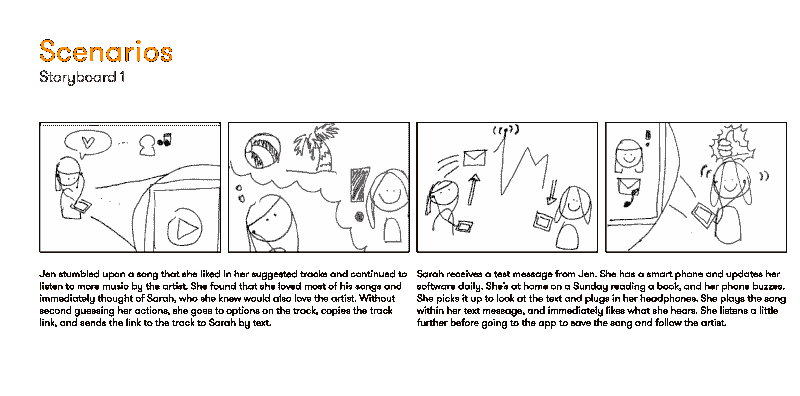 Scenarios
Storyboard 1
Jen stumbled upon a song that she liked in her suggested tracks and continued to
listen to more music by the artist. She found that she loved most of his songs and
immediately thought of Sarah, who she knew would also love the artist. Without
second guessing her actions, she goes to options on the track, copies the track
link, and sends the link to the track to Sarah by text.
Sarah receives a text message from Jen. She has a smart phone and updates her
software daily. She's at home on a Sunday reading a book, and her phone buzzes.
She picks it up to look at the text and plugs in her headphones. She plays the song
within her text message, and immediately likes what she hears. She listens a little
further before going to the app to save the song and follow the artist.